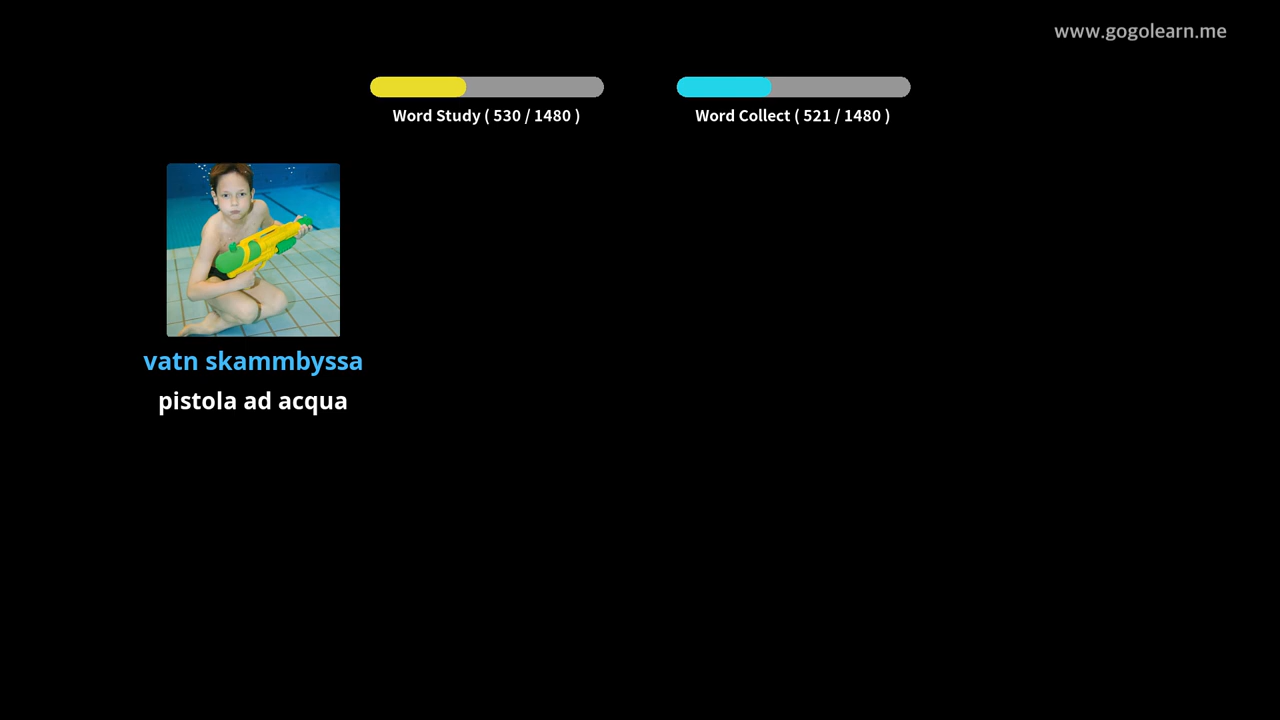 www.gogolearn.me
Word Study ( 530 / 1480 )
Word Collect ( 521 / 1480 )
vatn skammbyssa
pistola ad acqua